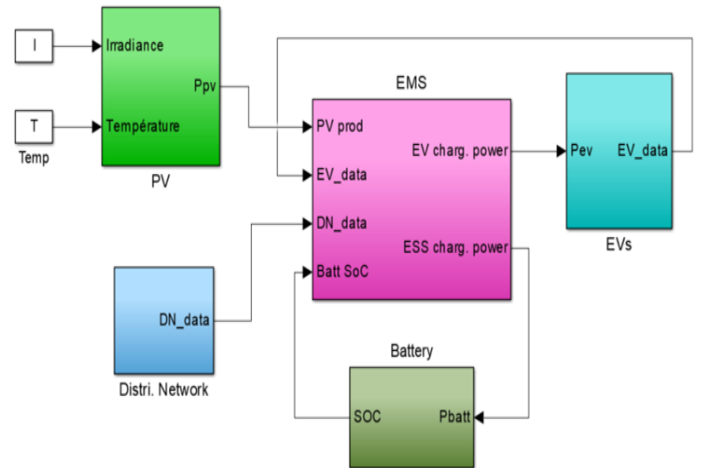 I
Irradiance
Ppv
T
Température
Temp
PV
EMS
PV prod
EV_data
DN_data
Batt SoC
EV charg. power
ESS charg. power
Pev
EV_data
EVs
DN_data
Distri. Network
Battery
SOC
Pbatt